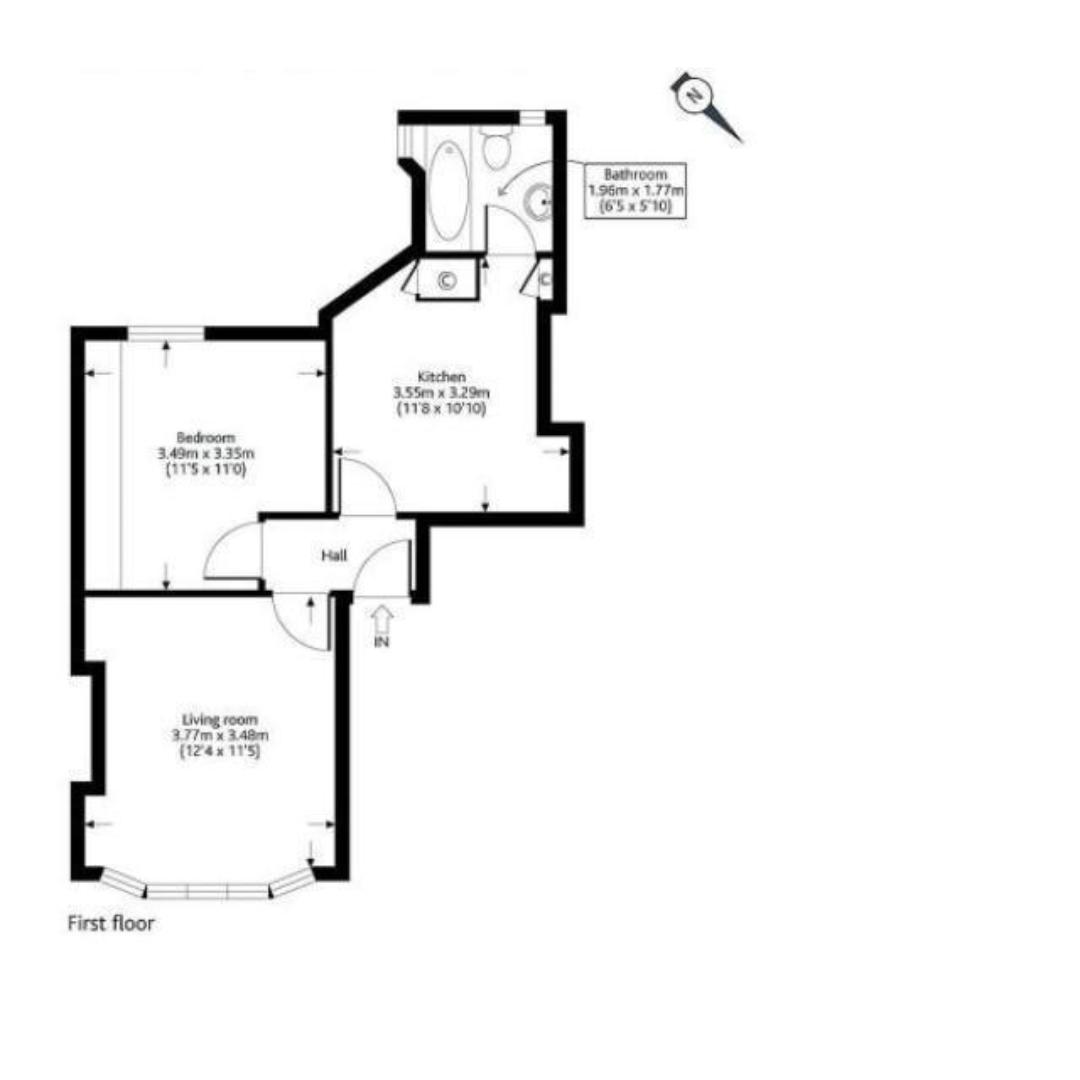 N
Bathroom
1.96m x 1.77m
(6'5 x 5'10)
C
C
Kitchen
3.55m x 3.29m
(11'8 x 10'10)
Bedroom
3.49m x 3.35m
(11'5 x 11'0)
Hall
IN
Living room
3.77m x 3.48m
(12'4 x 11'5)
First floor